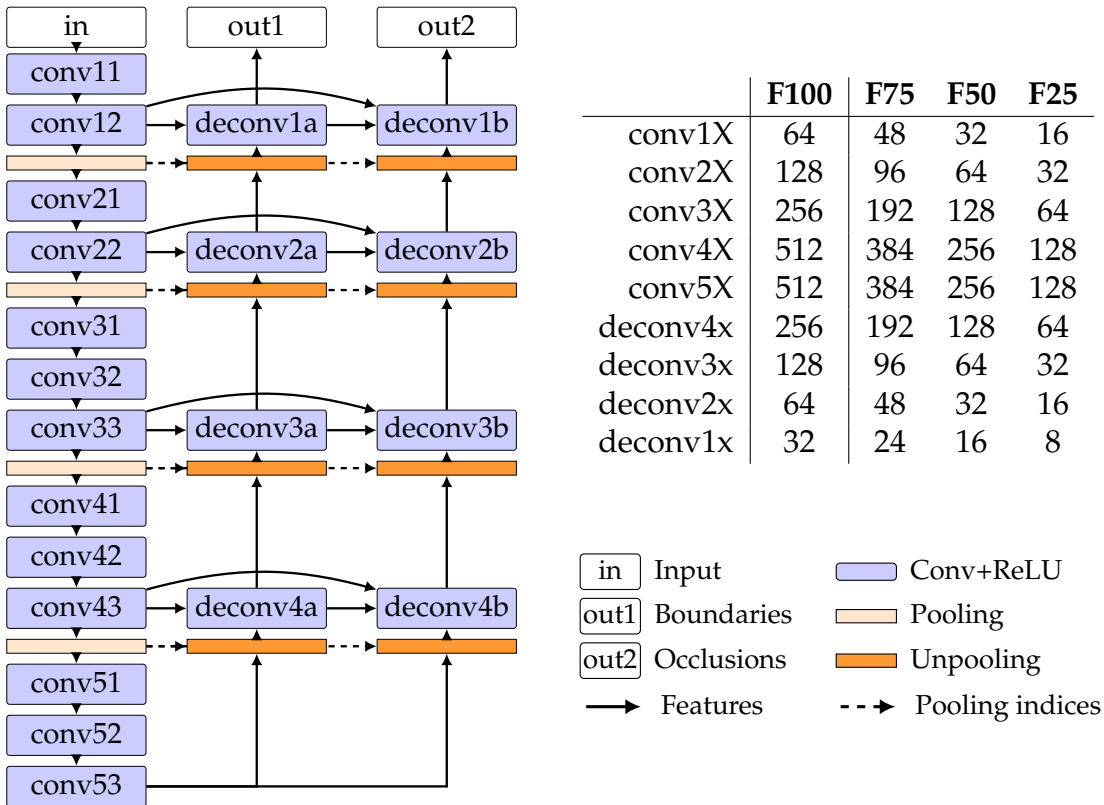 in out1 out2
conv11
conv12 deconv1a deconv1b
conv21
conv22 deconv2a deconv2b
conv31
conv32
conv33 deconv3a deconv3b
conv41
conv42
conv43 deconv4a deconv4b
conv51
conv52
conv53
F100 F75 F50 F25
conv1X 64 48 32 16
conv2X 128 96 64 32
conv3X 256 192 128 64
conv4X 512 384 256 128
conv5X 512 384 256 128
deconv4x 256 192 128 64
deconv3x 128 96 64 32
deconv2x 64 48 32 16
deconv1x 32 24 16 8
in Input Conv+ReLU
out1 Boundaries Pooling
out2 Occlusions Unpooling
Features Pooling indices